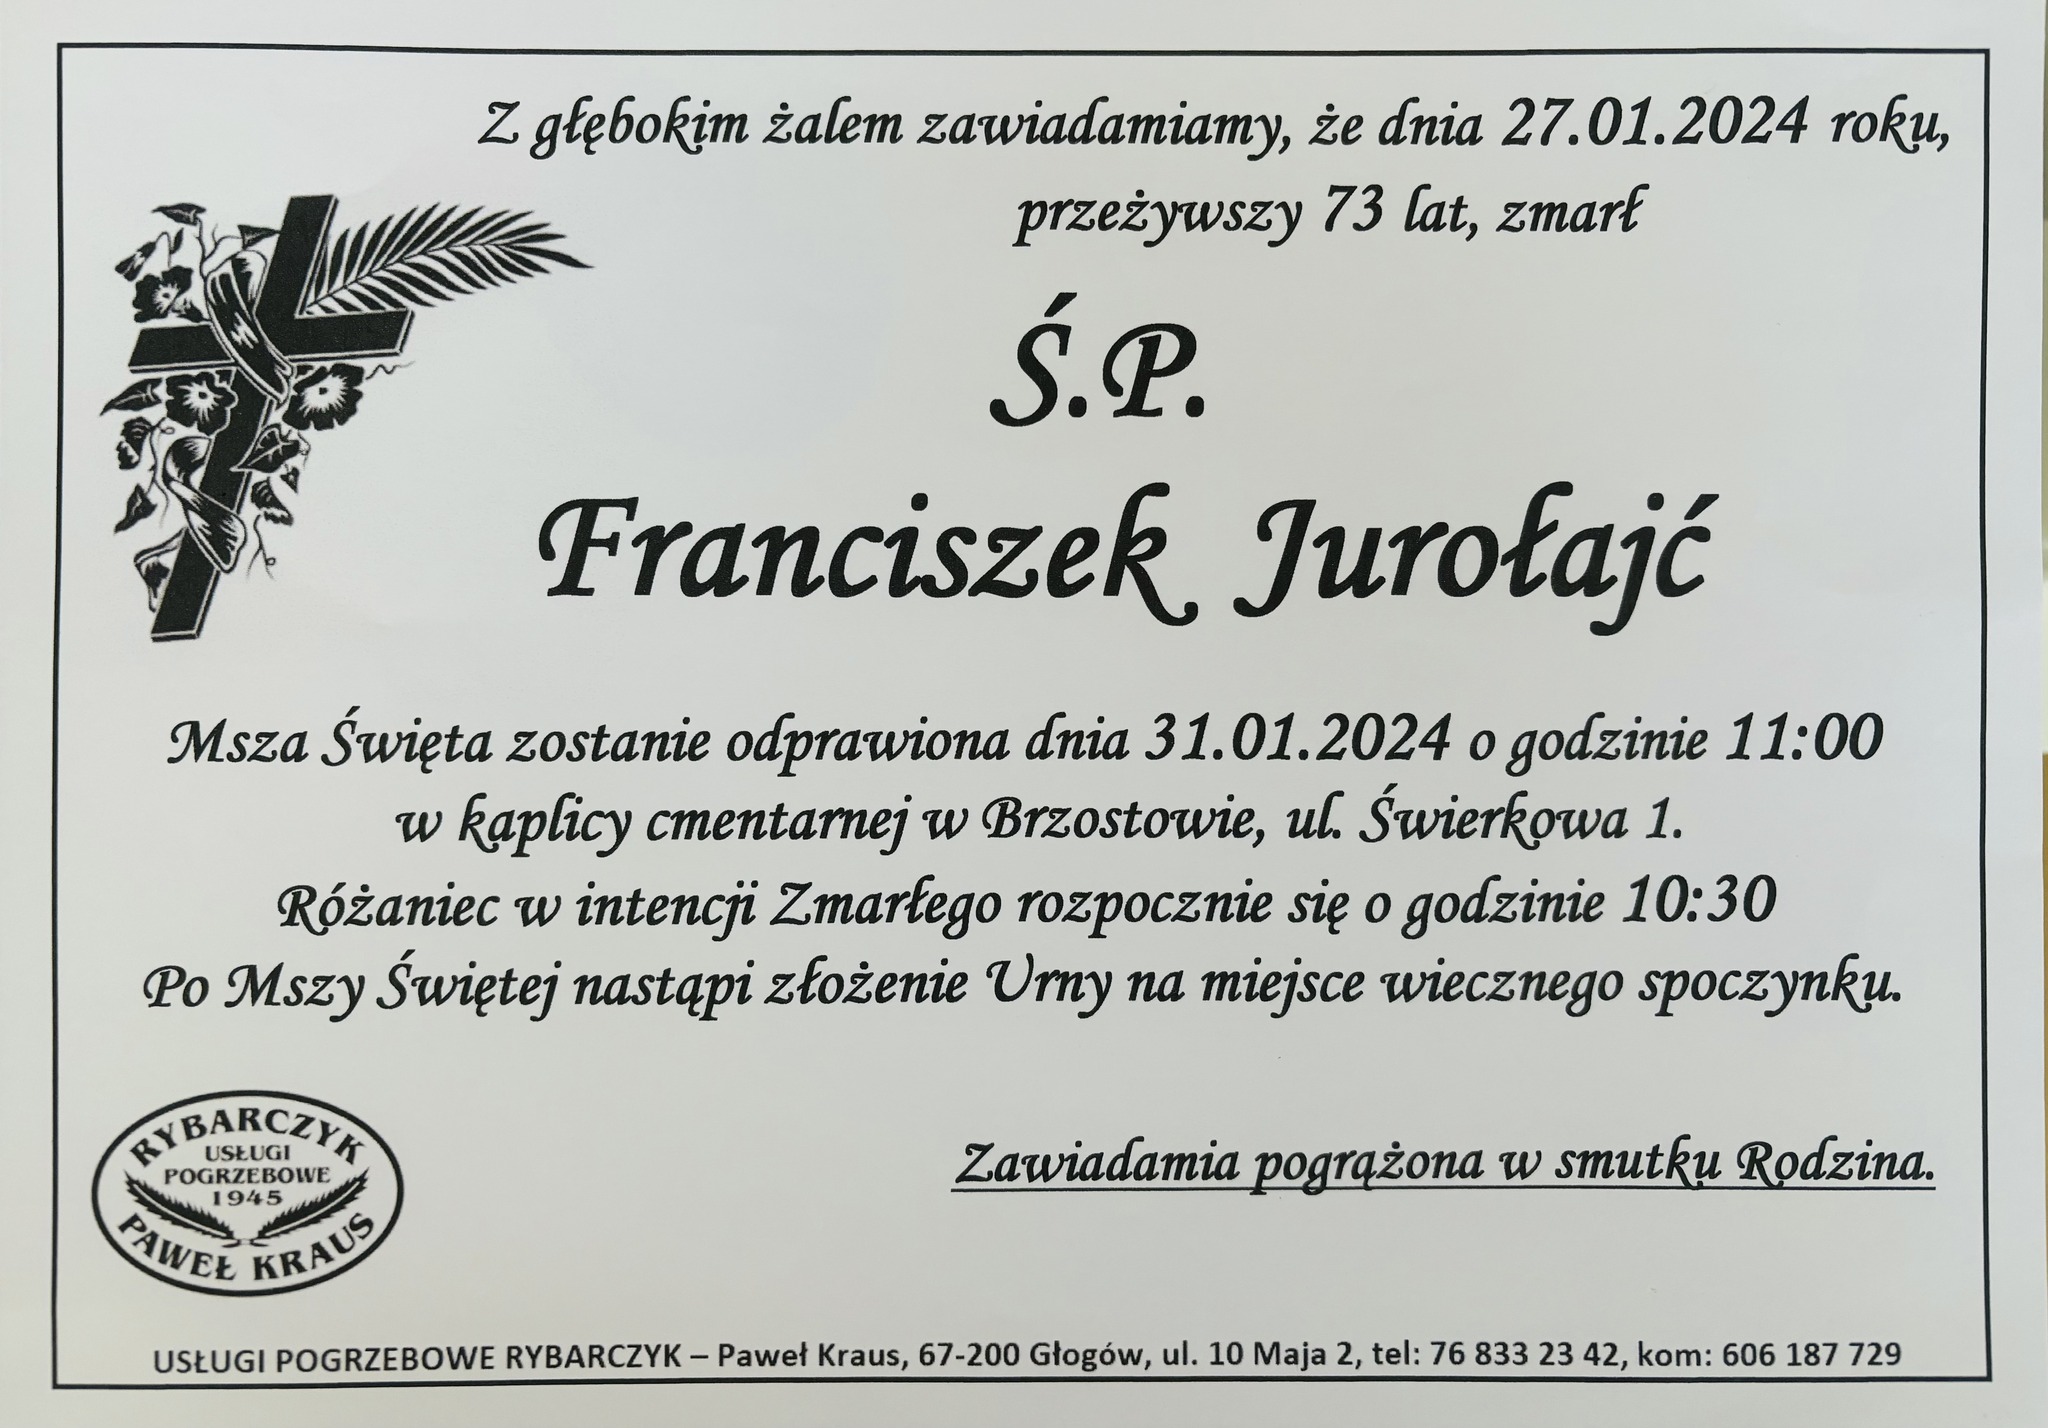 Z głębokim żalem zawiadamiamy, że dnia 27.01.2024 roku,
przeżywszy 73 lat, zmarł
Ś.P.
Franciszek Jurołajć
Msza Święta zostanie odprawiona dnia 31.01.2024 o godzinie 11:00
w kaplicy cmentarnej w Brzostowie, ul. Świerkowa 1.
Różaniec w intencji Zmarłego rozpocznie się o godzinie 10:30
Po Mszy Świętej nastąpi złożenie Urny na miejsce wiecznego spoczynku.
RYBARCZYK
USŁUGI
POGRZEBOWE
1945
PAWEŁ KRAUS
Zawiadamia pogrążona w smutku Rodzina.
USŁUGI POGRZEBOWE RYBARCZYK – Paweł Kraus, 67-200 Głogów, ul. 10 Maja 2, tel: 76 833 23 42, kom: 606 187 729